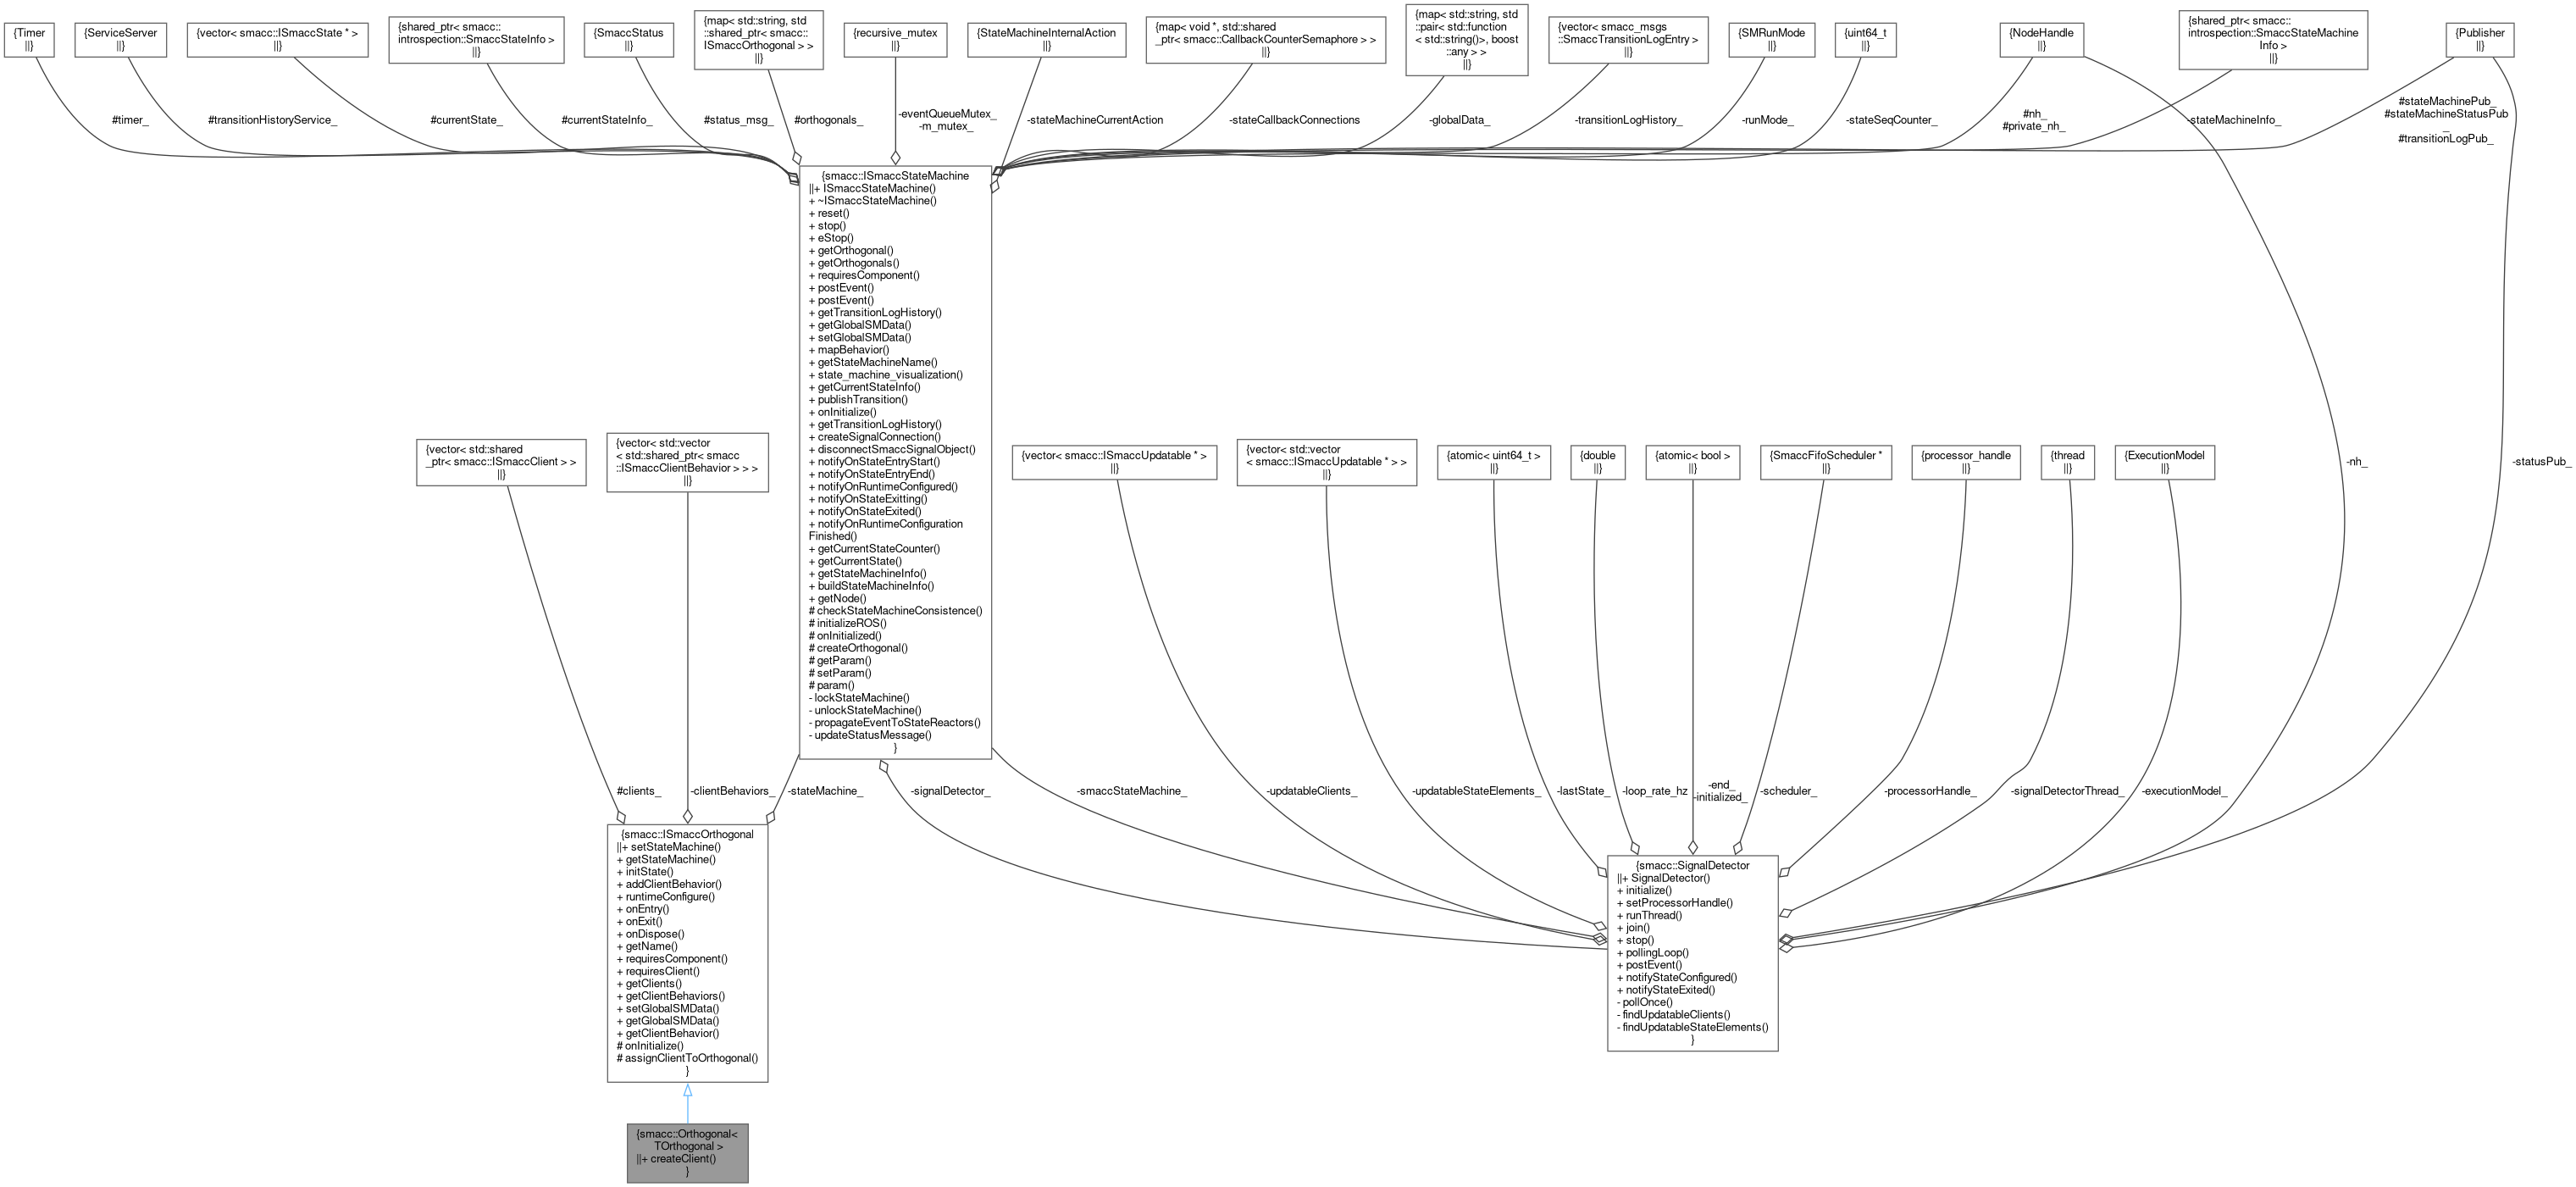 {Timer
||}
{ServiceServer
||}
{vector< smacc::ISmaccState * >
||}
{shared_ptr< smacc::
introspection::SmaccStateInfo >
||}
{SmaccStatus
||}
{map< std::string, std
::shared_ptr< smacc::
ISmaccOrthogonal > >
||}
{recursive_mutex
||}
{StateMachineInternalAction
||}
{map< void *, std::shared
_ptr< smacc::CallbackCounterSemaphore > >
||}
{map< std::string, std
::pair< std::function
< std::string()>, boost
::any > >
||}
{vector< smacc_msgs
::SmaccTransitionLogEntry >
||}
{SMRunMode
||}
{uint64_t
||}
{NodeHandle
||}
{shared_ptr< smacc::
introspection::SmaccStateMachine
Info >
||}
{Publisher
||}
#timer_
#transitionHistoryService_
#currentState_
#currentStateInfo_
#status_msg_
#orthogonals_
-eventQueueMutex_
-m_mutex_
-stateMachineCurrentAction
-stateCallbackConnections
-globalData_
-transitionLogHistory_
-runMode_
-stateSeqCounter_
#nh_
#private_nh_
-stateMachineInfo_
#stateMachinePub_
#stateMachineStatusPub
_
#transitionLogPub_
{smacc::ISmaccStateMachine
||+ ISmaccStateMachine()
+ ~ISmaccStateMachine()
+ reset()
+ stop()
+ eStop()
+ getOrthogonal()
+ getOrthogonals()
+ requiresComponent()
+ postEvent()
+ postEvent()
+ getTransitionLogHistory()
+ getGlobalSMData()
+ setGlobalSMData()
+ mapBehavior()
+ getStateMachineName()
+ state_machine_visualization()
+ getCurrentStateInfo()
+ publishTransition()
+ onInitialize()
+ getTransitionLogHistory()
+ createSignalConnection()
+ disconnectSmaccSignalObject()
+ notifyOnStateEntryStart()
+ notifyOnStateEntryEnd()
+ notifyOnRuntimeConfigured()
+ notifyOnStateExitting()
+ notifyOnStateExited()
+ notifyOnRuntimeConfiguration
Finished()
+ getCurrentStateCounter()
+ getCurrentState()
+ getStateMachineInfo()
+ buildStateMachineInfo()
+ getNode()
# checkStateMachineConsistence()
# initializeROS()
# onInitialized()
# createOrthogonal()
# getParam()
# setParam()
# param()
- lockStateMachine()
- unlockStateMachine()
- propagateEventToStateReactors()
- updateStatusMessage()
}
{vector< std::shared
_ptr< smacc::ISmaccClient > >
||}
{vector< std::vector
< std::shared_ptr< smacc
::ISmaccClientBehavior > > >
||}
{vector< smacc::ISmaccUpdatable * >
||}
{vector< std::vector
< smacc::ISmaccUpdatable * > >
||}
{atomic< uint64_t >
||}
{double
||}
{atomic< bool >
||}
{SmaccFifoScheduler *
||}
{processor_handle
||}
{thread
||}
{ExecutionModel
||}
-nh_
-statusPub_
#clients_
-clientBehaviors_
-stateMachine_
-signalDetector_
-smaccStateMachine_
-updatableClients_
-updatableStateElements_
-lastState_
-loop_rate_hz
-end_
-initialized_
-scheduler_
-processorHandle_
-signalDetectorThread_
-executionModel_
{smacc::ISmaccOrthogonal
||+ setStateMachine()
+ getStateMachine()
+ initState()
+ addClientBehavior()
+ runtimeConfigure()
+ onEntry()
+ onExit()
+ onDispose()
+ getName()
+ requiresComponent()
+ requiresClient()
+ getClients()
+ getClientBehaviors()
+ setGlobalSMData()
+ getGlobalSMData()
+ getClientBehavior()
# onInitialize()
# assignClientToOrthogonal()
}
{smacc::SignalDetector
||+ SignalDetector()
+ initialize()
+ setProcessorHandle()
+ runThread()
+ join()
+ stop()
+ pollingLoop()
+ postEvent()
+ notifyStateConfigured()
+ notifyStateExited()
- pollOnce()
- findUpdatableClients()
- findUpdatableStateElements()
}
{smacc::Orthogonal<
TOrthogonal >
||+ createClient()
}